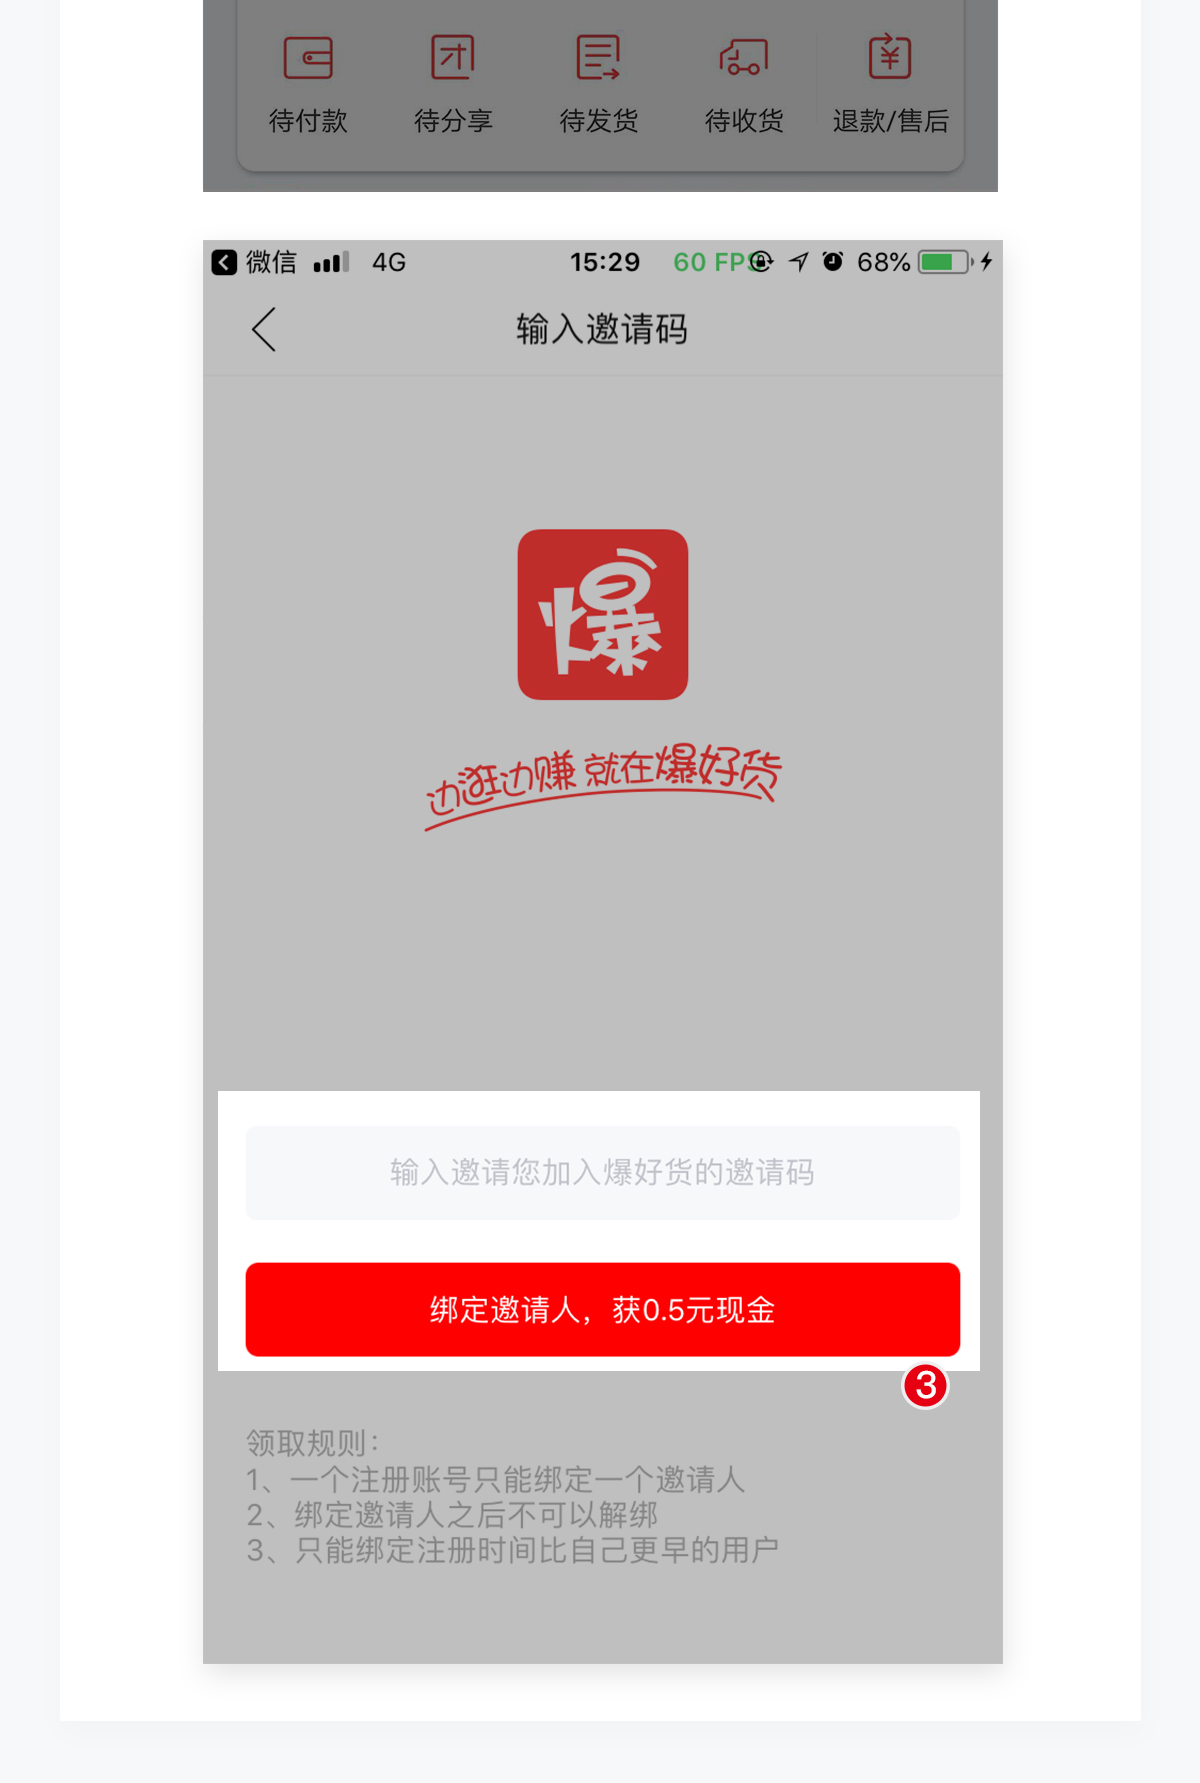 待付款 待分享 待发货 待收货 退款/售后
微信 4G 15:29 60 FPS 68%
输入邀请码
爆
边逛边赚 就在爆好货
输入邀请您加入爆好货的邀请码
绑定邀请人，获0.5元现金
3
领取规则：
1、一个注册账号只能绑定一个邀请人
2、绑定邀请人之后不可以解绑
3、只能绑定注册时间比自己更早的用户